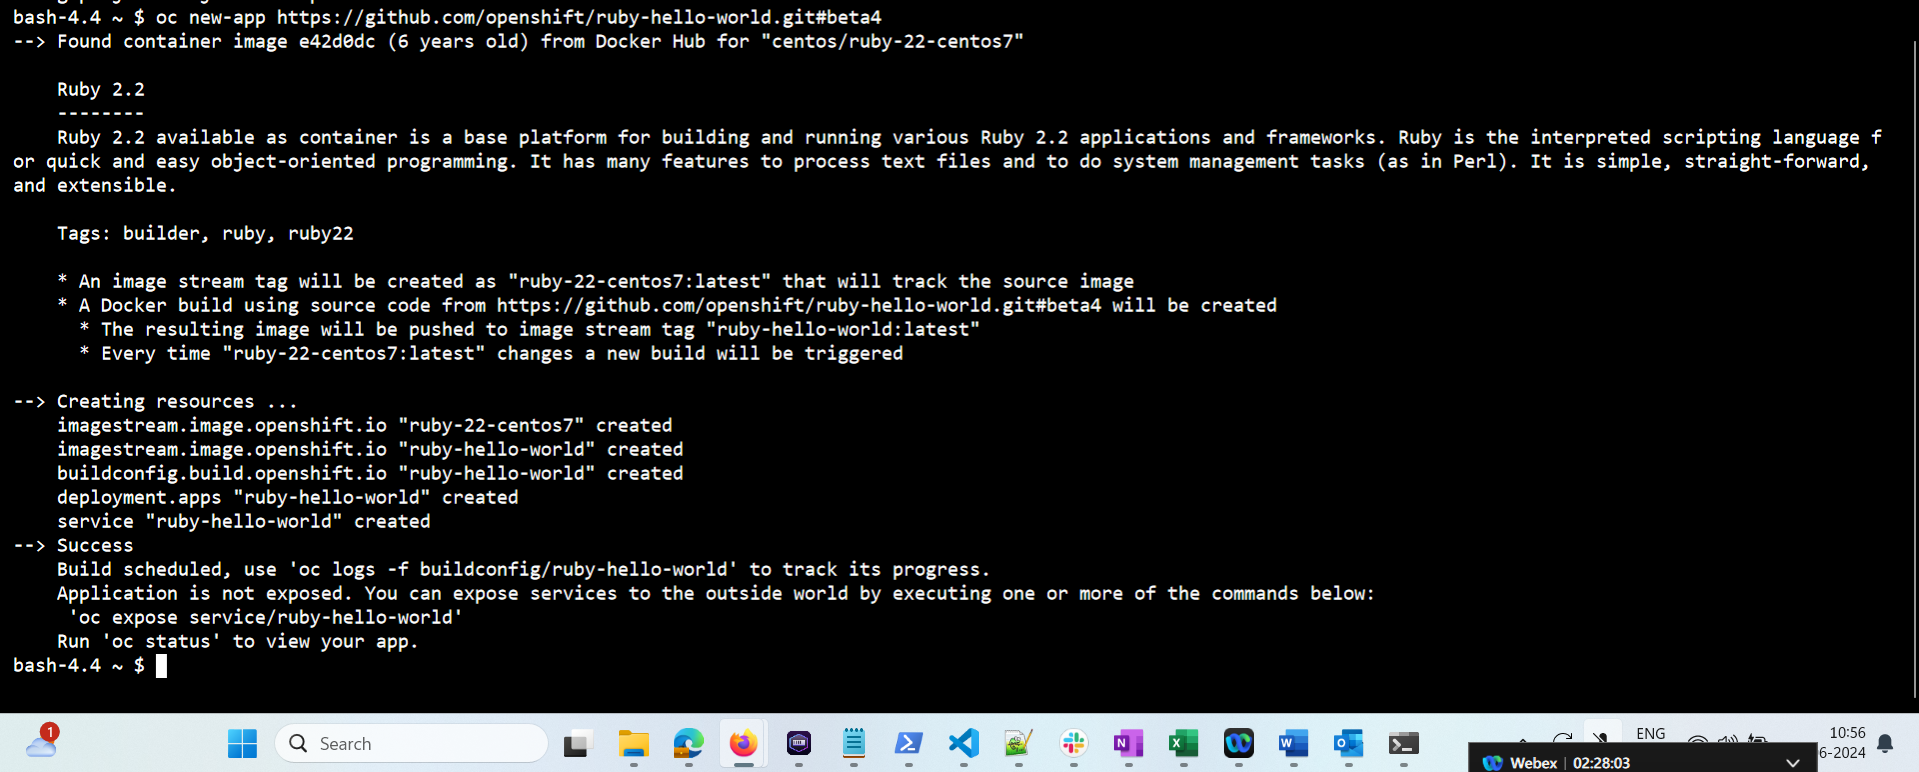 bash-4.4 ~ $ oc new-app https://github.com/openshift/ruby-hello-world.git#beta4
--> Found container image e42d0dc (6 years old) from Docker Hub for "centos/ruby-22-centos7"
Ruby 2.2
--------
Ruby 2.2 available as container is a base platform for building and running various Ruby 2.2 applications and frameworks. Ruby is the interpreted scripting language f
or quick and easy object-oriented programming. It has many features to process text files and to do system management tasks (as in Perl). It is simple, straight-forward,
and extensible.
Tags: builder, ruby, ruby22
* An image stream tag will be created as "ruby-22-centos7:latest" that will track the source image
* A Docker build using source code from https://github.com/openshift/ruby-hello-world.git#beta4 will be created
* The resulting image will be pushed to image stream tag "ruby-hello-world:latest"
* Every time "ruby-22-centos7:latest" changes a new build will be triggered
--> Creating resources ...
imagestream.image.openshift.io "ruby-22-centos7" created
imagestream.image.openshift.io "ruby-hello-world" created
buildconfig.build.openshift.io "ruby-hello-world" created
deployment.apps "ruby-hello-world" created
service "ruby-hello-world" created
--> Success
Build scheduled, use 'oc logs -f buildconfig/ruby-hello-world' to track its progress.
Application is not exposed. You can expose services to the outside world by executing one or more of the commands below:
'oc expose service/ruby-hello-world'
Run 'oc status' to view your app.
bash-4.4 ~ $
1
Search
ENG
10:56
6-2024
Webex | 02:28:03